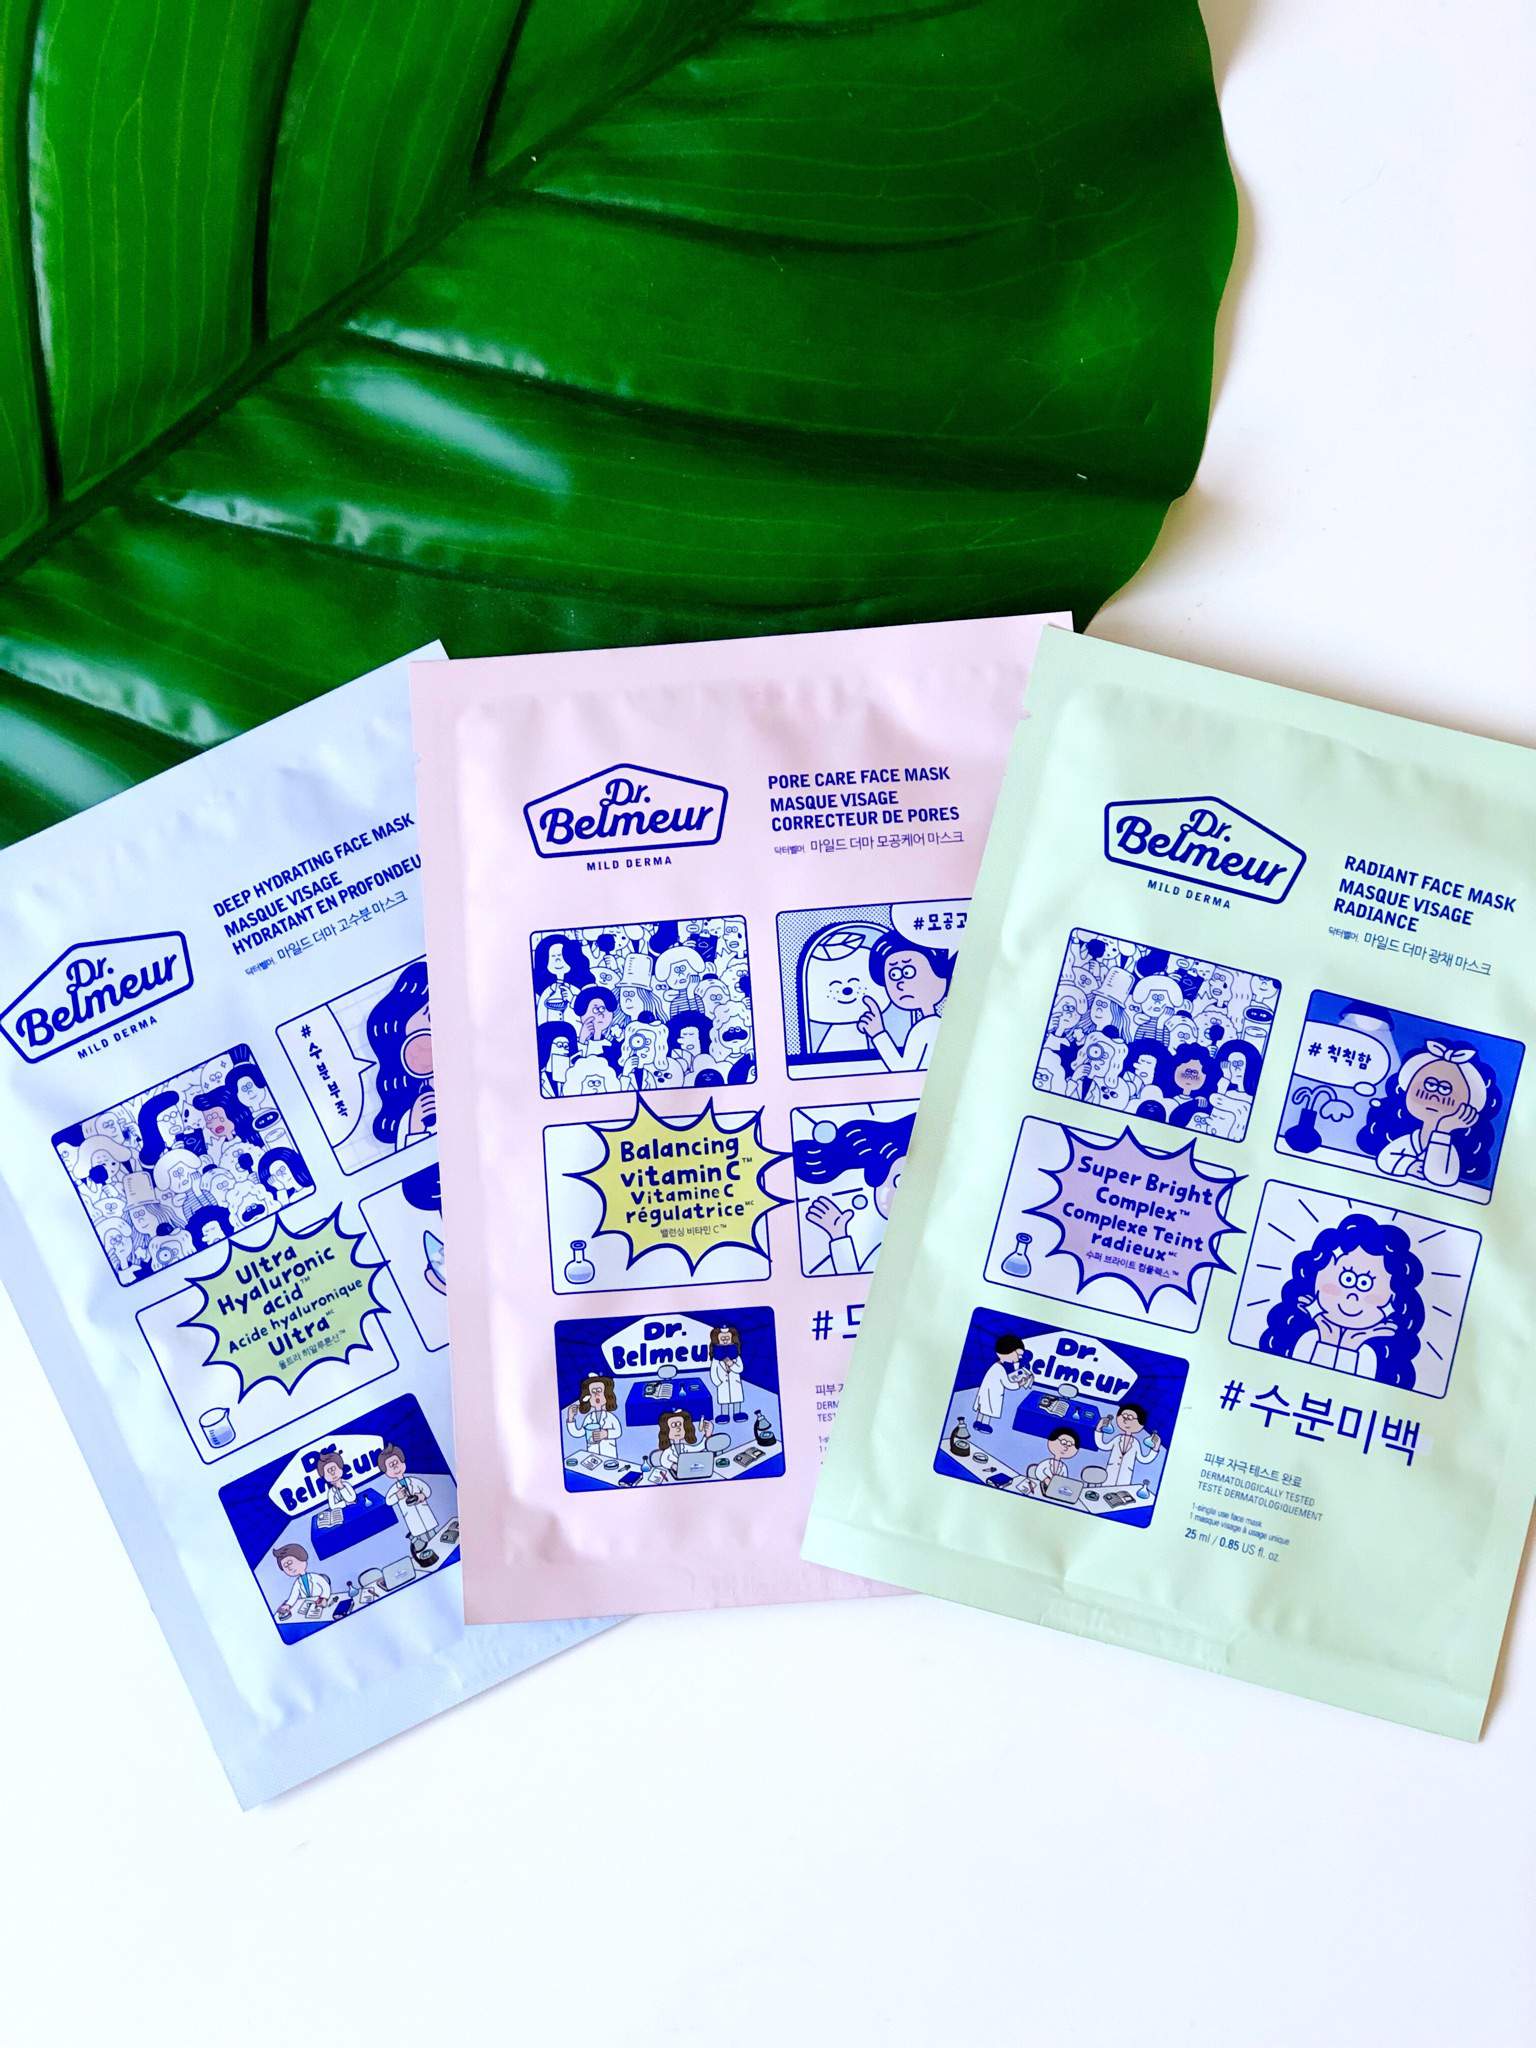 Dr.
Belmeur
MILD DERMA
DEEP HYDRATING FACE MASK
MASQUE VISAGE
HYDRATANT EN PROFONDEU
닥터벨머 마일드 더마 고수분 마스크
Ultra
Hyaluronic
acid™
Acide hyaluronique
Ultra MC
울트라 히알루론산™
Dr.
Belmeur
Dr.
Belmeur
MILD DERMA
PORE CARE FACE MASK
MASQUE VISAGE
CORRECTEUR DE PORES
닥터벨머 마일드 더마 모공케어 마스크
#모공고
Balancing
vitamin C™
Vitamine C
régulatrice MC
밸런싱 비타민 C™
Dr.
Belmeur
#
피부 자
DERM
TEST
Dr.
Belmeur
MILD DERMA
RADIANT FACE MASK
MASQUE VISAGE
RADIANCE
닥터벨머 마일드 더마 광채 마스크
#칙칙함
Super Bright
Complex™
Complexe Teint
radieux MC
수퍼 브라이트 컴플렉스™
Dr.
Belmeur
#수분미백
피부 자극 테스트 완료
DERMATOLOGICALLY TESTED
TESTÉ DERMATOLOGIQUEMENT
1-single use face mask
1 masque visage à usage unique
25 ml / 0.85 US fl. oz.